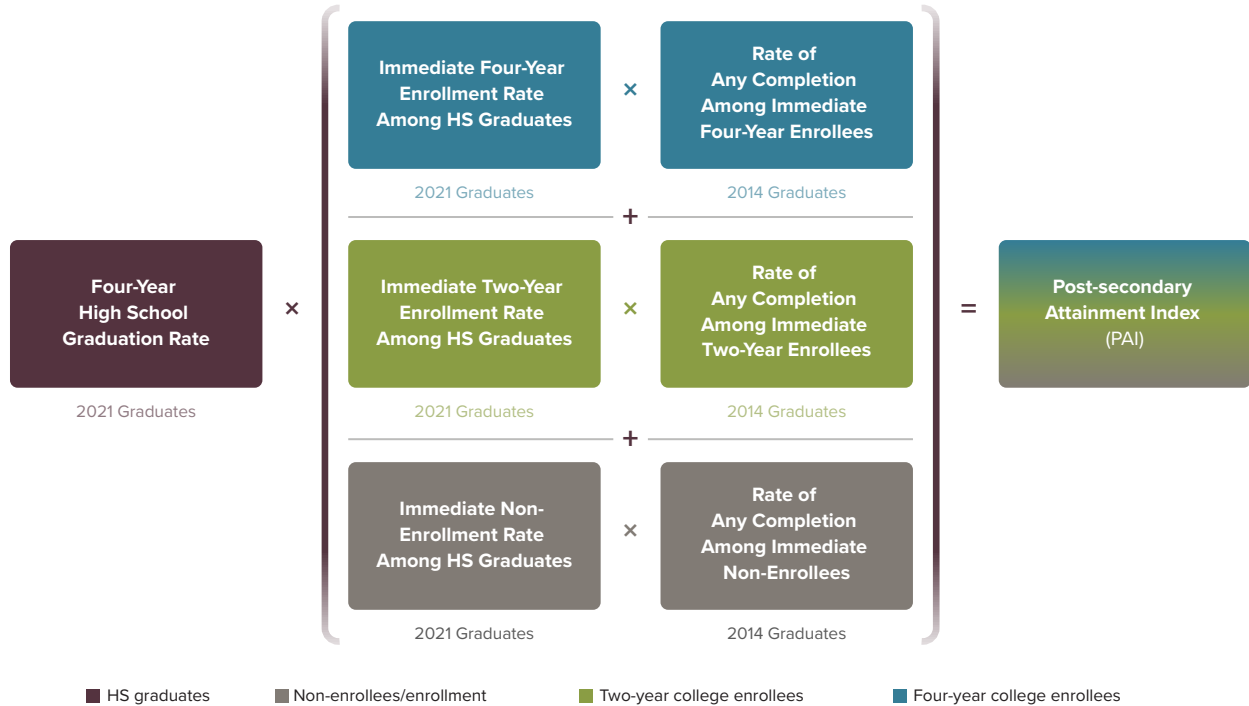 Immediate Four-Year
Enrollment Rate
Among HS Graduates
×
Rate of
Any Completion
Among Immediate
Four-Year Enrollees
2021 Graduates
2014 Graduates
+
Four-Year
High School
Graduation Rate
2021 Graduates
×
Immediate Two-Year
Enrollment Rate
Among HS Graduates
×
Rate of
Any Completion
Among Immediate
Two-Year Enrollees
2021 Graduates
2014 Graduates
=
Post-secondary
Attainment Index
(PAI)
+
Immediate Non-
Enrollment Rate
Among HS Graduates
×
Rate of
Any Completion
Among Immediate
Non-Enrollees
2021 Graduates
2014 Graduates
HS graduates
Non-enrollees/enrollment
Two-year college enrollees
Four-year college enrollees